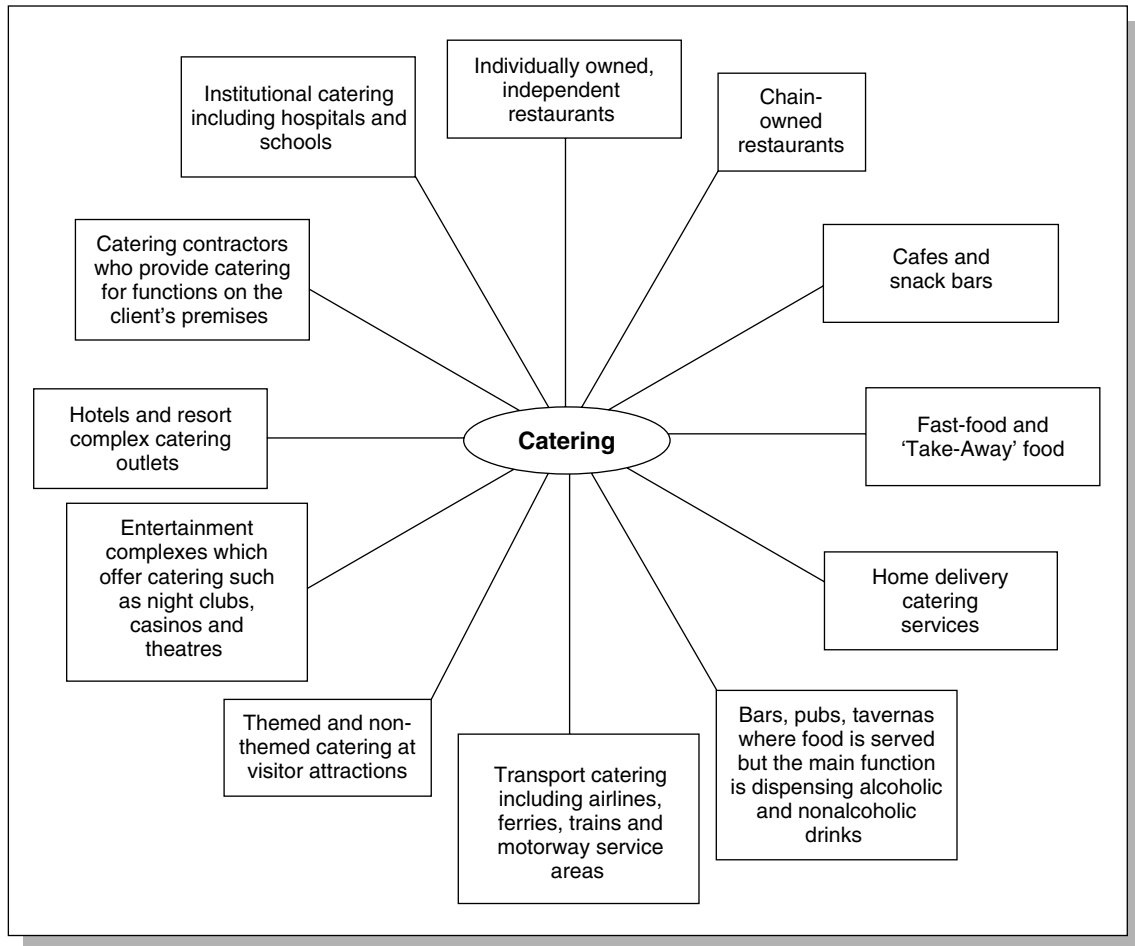 Individually owned,
independent
restaurants
Chain-
owned
restaurants
Cafes and
snack bars
Fast-food and
‘Take-Away’ food
Home delivery
catering
services
Bars, pubs, tavernas
where food is served
but the main function
is dispensing alcoholic
and nonalcoholic
drinks
Transport catering
including airlines,
ferries, trains and
motorway service
areas
Themed and non-
themed catering at
visitor attractions
Entertainment
complexes which
offer catering such
as night clubs,
casinos and
theatres
Hotels and resort
complex catering
outlets
Catering contractors
who provide catering
for functions on the
client’s premises
Institutional catering
including hospitals and
schools
Catering